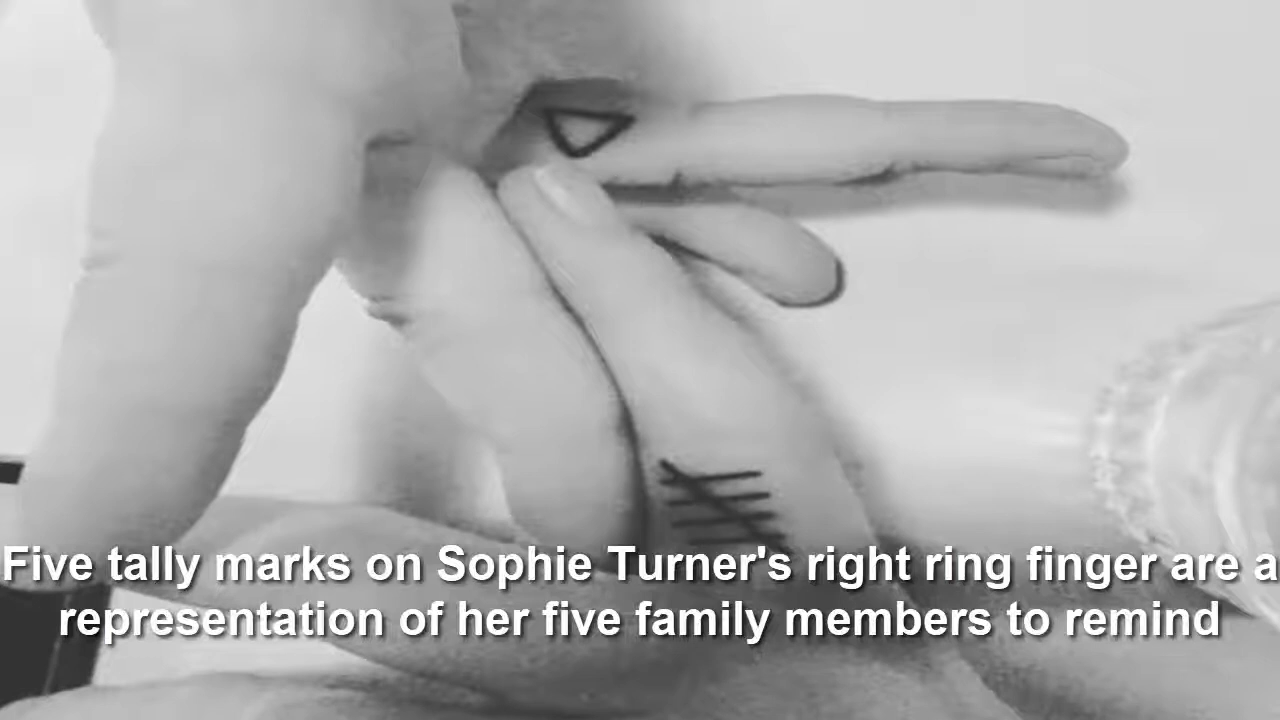 Five tally marks on Sophie Turner's right ring finger are a
representation of her five family members to remind